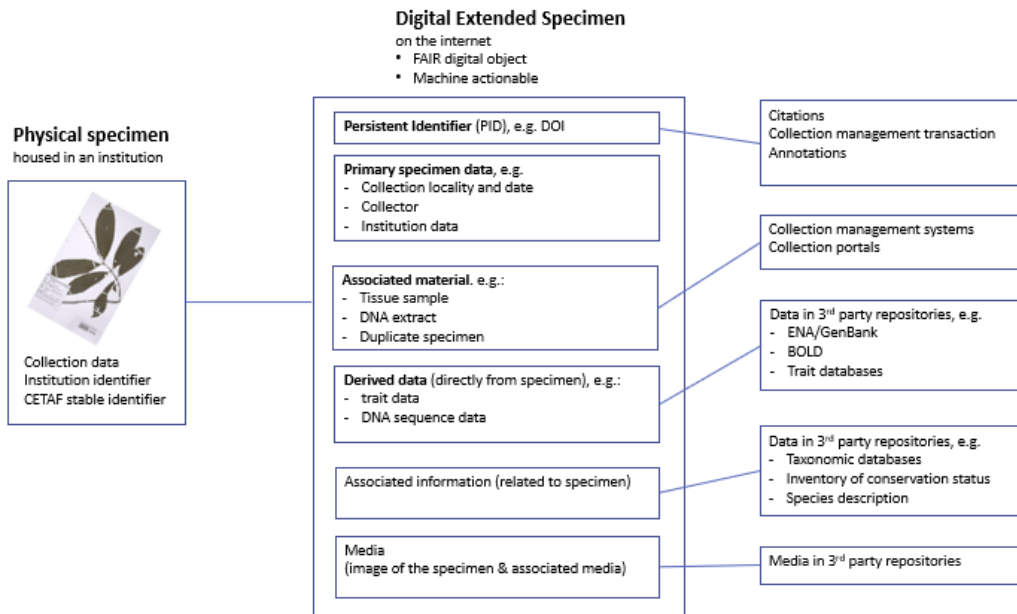 Digital Extended Specimen
on the internet
• FAIR digital object
• Machine actionable
Physical specimen
housed in an institution
Collection data
Institution identifier
CETAF stable identifier
Persistent Identifier (PID), e.g. DOI
Primary specimen data, e.g.
- Collection locality and date
- Collector
- Institution data
Associated material. e.g.:
- Tissue sample
- DNA extract
- Duplicate specimen
Derived data (directly from specimen), e.g.:
- trait data
- DNA sequence data
Associated information (related to specimen)
Media
(image of the specimen & associated media)
Citations
Collection management transaction
Annotations
Collection management systems
Collection portals
Data in 3rd party repositories, e.g.
- ENA/GenBank
- BOLD
- Trait databases
Data in 3rd party repositories, e.g.
- Taxonomic databases
- Inventory of conservation status
- Species description
Media in 3rd party repositories